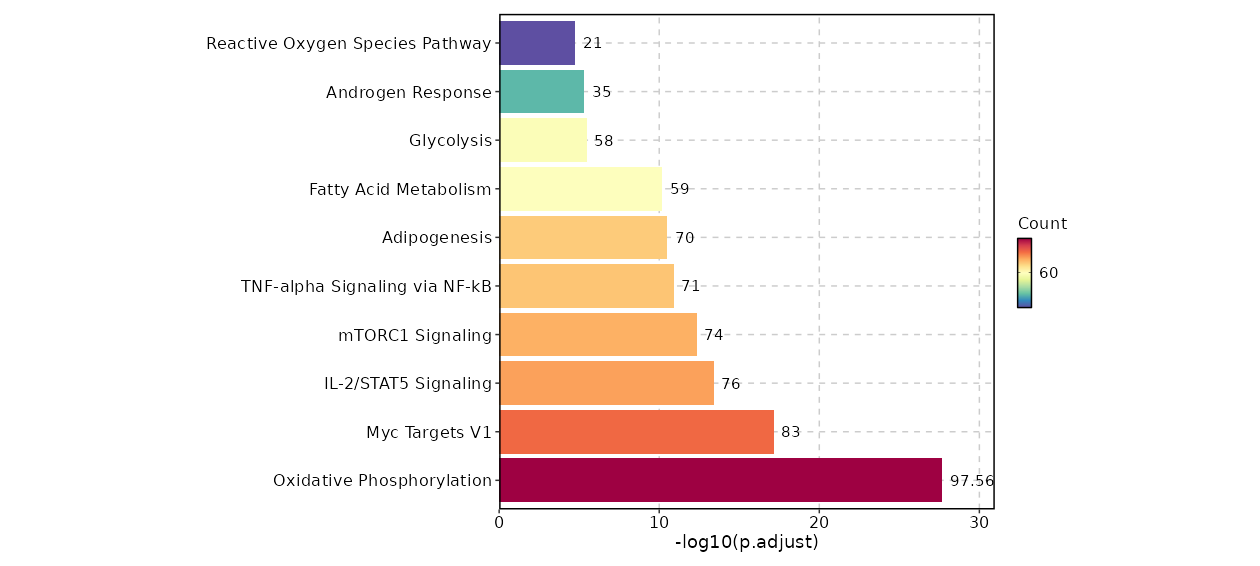 Reactive Oxygen Species Pathway 21
Androgen Response 35
Glycolysis 58
Fatty Acid Metabolism 59
Adipogenesis 70
TNF-alpha Signaling via NF-kB 71
mTORC1 Signaling 74
IL-2/STAT5 Signaling 76
Myc Targets V1 83
Oxidative Phosphorylation 97.56
0 10 20 30
-log10(p.adjust)
Count
60